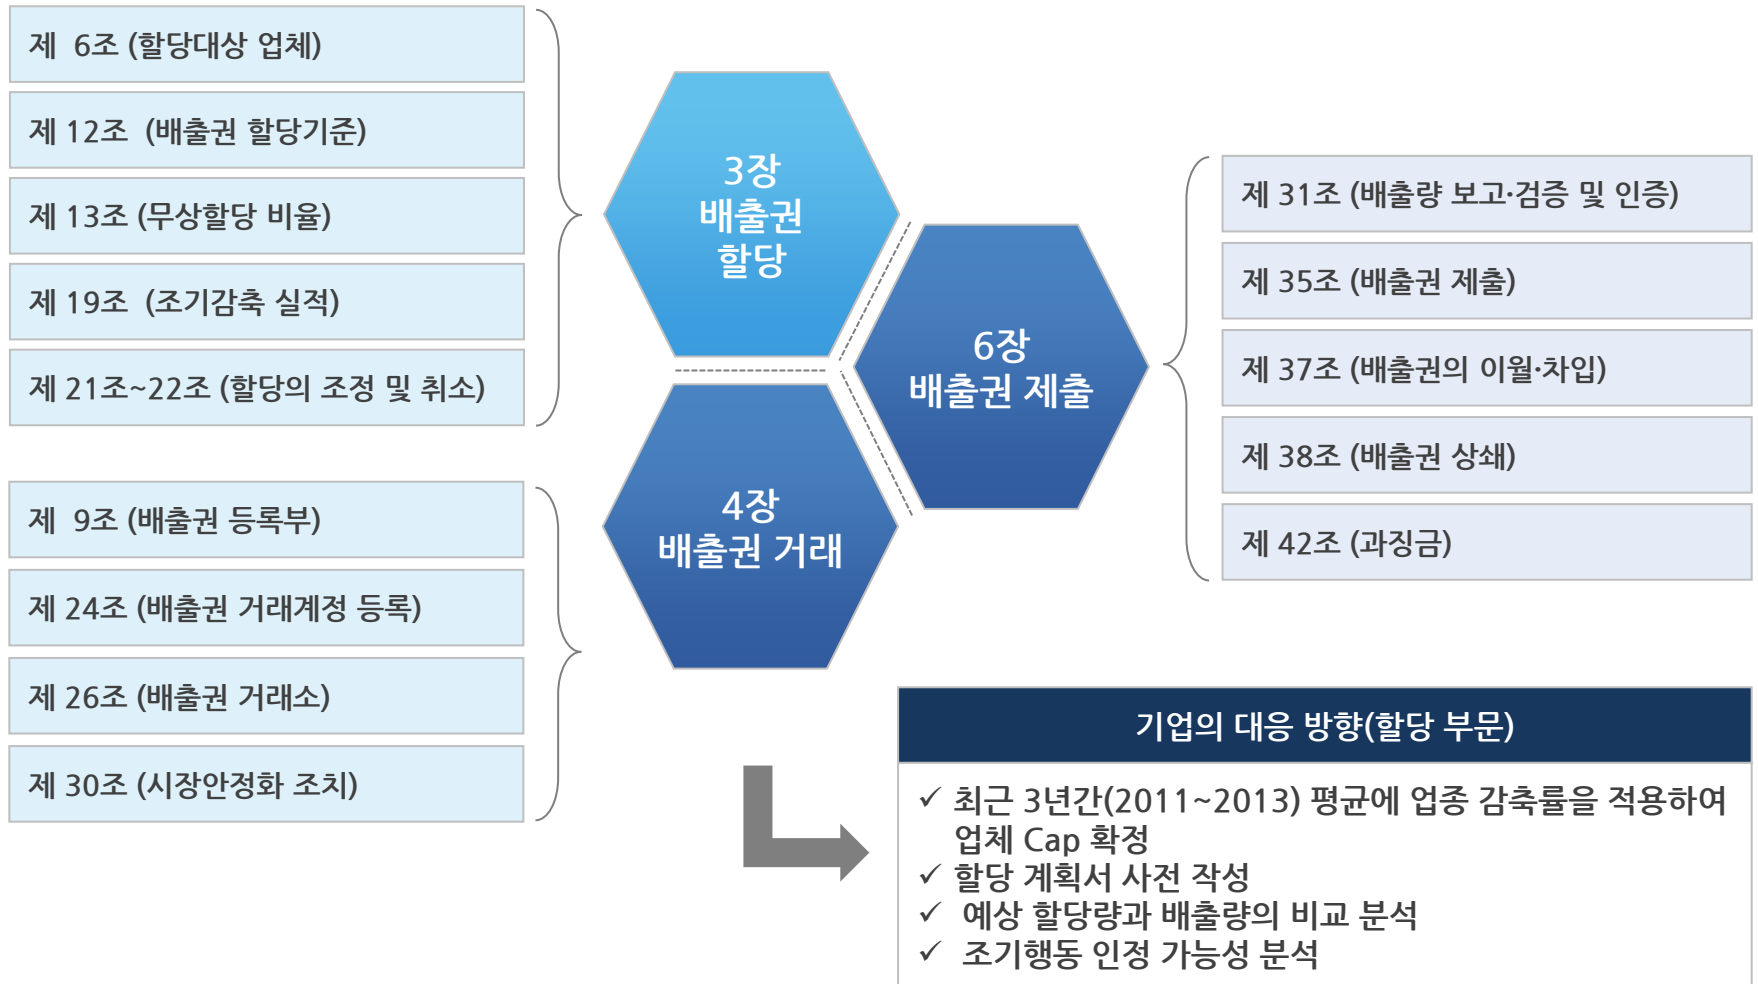 제 6조 (할당대상 업체)
제 12조 (배출권 할당기준)
제 13조 (무상할당 비율)
제 19조 (조기감축 실적)
제 21조~22조 (할당의 조정 및 취소)
3장
배출권
할당
제 9조 (배출권 등록부)
제 24조 (배출권 거래계정 등록)
제 26조 (배출권 거래소)
제 30조 (시장안정화 조치)
4장
배출권 거래
6장
배출권 제출
제 31조 (배출량 보고·검증 및 인증)
제 35조 (배출권 제출)
제 37조 (배출권의 이월·차입)
제 38조 (배출권 상쇄)
제 42조 (과징금)
기업의 대응 방향(할당 부문)
✓ 최근 3년간(2011~2013) 평균에 업종 감축률을 적용하여
업체 Cap 확정
✓ 할당 계획서 사전 작성
✓ 예상 할당량과 배출량의 비교 분석
✓ 조기행동 인정 가능성 분석